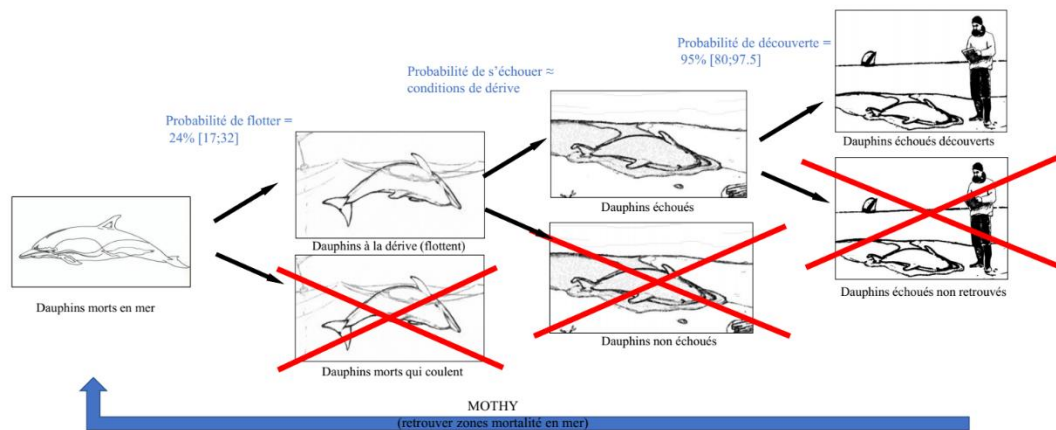 Probabilité de découverte =
95% [80;97.5]
Probabilité de s’échouer ≈
conditions de dérive
Probabilité de flotter =
24% [17;32]
Dauphins échoués découverts
Dauphins échoués
Dauphins à la dérive (flottent)
Dauphins morts en mer
Dauphins échoués non retrouvés
Dauphins non échoués
Dauphins morts qui coulent
MOTHY
(retrouver zones mortalité en mer)